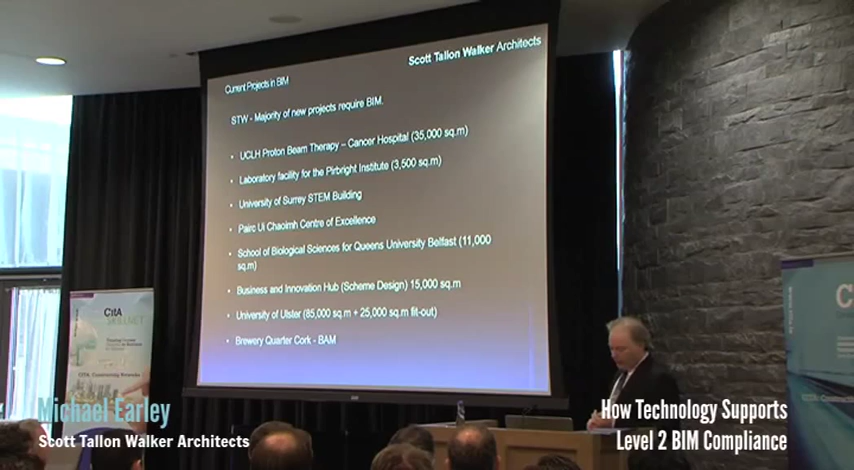 Scott Tallon Walker Architects
Current Projects in BIM
STW - Majority of new projects require BIM.
• UCLH Proton Beam Therapy – Cancer Hospital (35,000 sq.m)
• Laboratory facility for the Pirbright Institute (3,500 sq.m)
• University of Surrey STEM Building
• Pairc Ui Chaoimh Centre of Excellence
• School of Biological Sciences for Queens University Belfast (11,000
sq.m)
• Business and Innovation Hub (Scheme Design) 15,000 sq.m
• University of Ulster (85,000 sq.m + 25,000 sq.m fit-out)
• Brewery Quarter Cork - BAM
CitA
SKILLNET
Michael Earley
Scott Tallon Walker Architects
How Technology Supports
Level 2 BIM Compliance